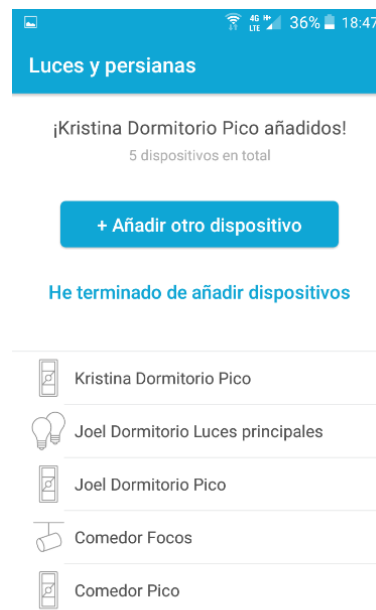 4G H+ LTE 36% 18:47
Luces y persianas
¡Kristina Dormitorio Pico añadidos!
5 dispositivos en total
+ Añadir otro dispositivo
He terminado de añadir dispositivos
Kristina Dormitorio Pico
Joel Dormitorio Luces principales
Joel Dormitorio Pico
Comedor Focos
Comedor Pico